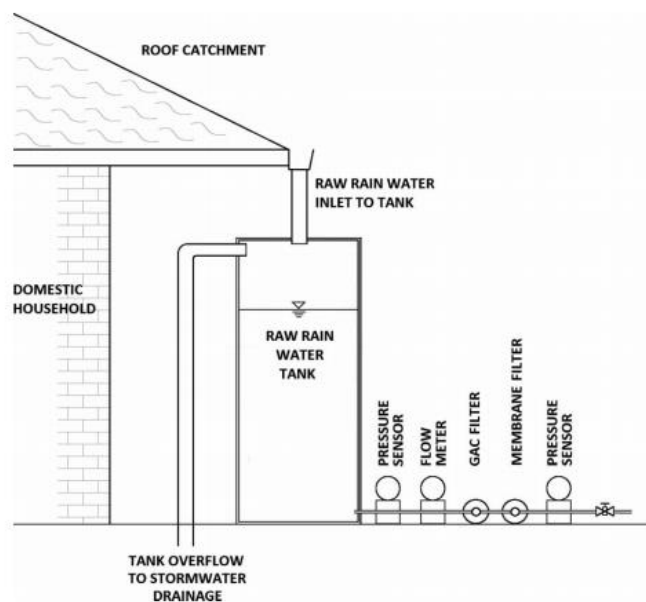 ROOF CATCHMENT
RAW RAIN WATER
INLET TO TANK
DOMESTIC
HOUSEHOLD
RAW RAIN
WATER
TANK
PRESSURE
SENSOR
FLOW
METER
GAC FILTER
MEMBRANE FILTER
PRESSURE
SENSOR
TANK OVERFLOW
TO STORMWATER
DRAINAGE